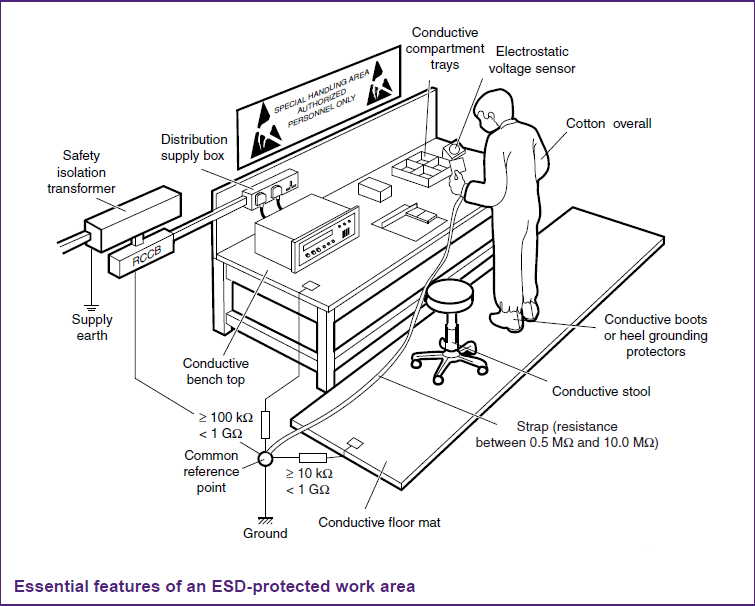 Conductive
compartment
trays
Electrostatic
voltage sensor
SPECIAL HANDLING AREA
AUTHORIZED
PERSONNEL ONLY
Cotton overall
Distribution
supply box
Safety
isolation
transformer
RCCB
Supply
earth
Conductive boots
or heel grounding
protectors
Conductive
bench top
Conductive stool
≥ 100 kΩ
< 1 GΩ
Strap (resistance
between 0.5 MΩ and 10.0 MΩ)
Common
reference
point
≥ 10 kΩ
< 1 GΩ
Conductive floor mat
Ground
Essential features of an ESD-protected work area